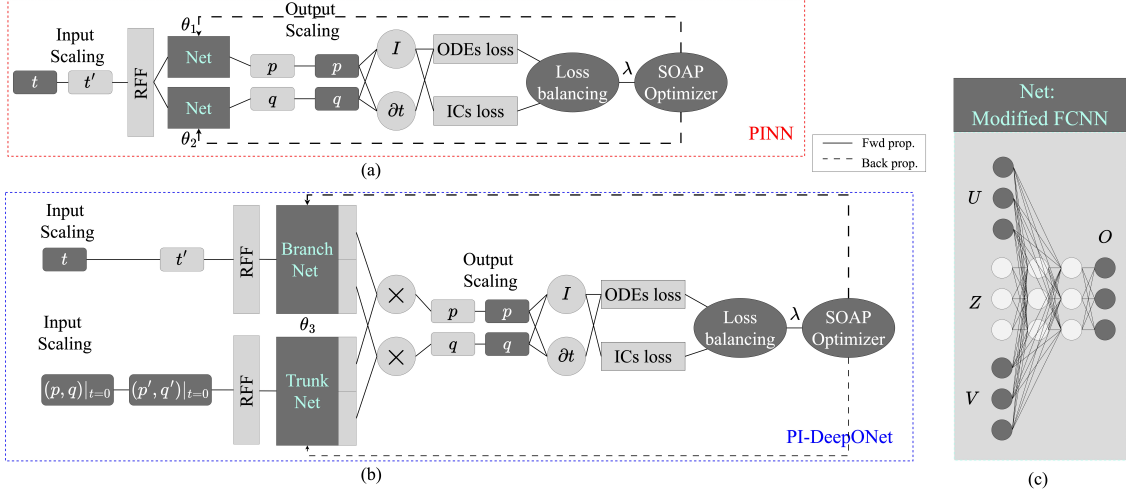 Input
Scaling
t
t′
RFF
θ₁
Net
Net
θ₂
Output
Scaling
p
p
q
q
I
∂t
ODEs loss
ICs loss
Loss
balancing
λ
SOAP
Optimizer
PINN
(a)
Fwd prop.
Back prop.
Input
Scaling
t
t′
RFF
Branch
Net
θ₃
Input
Scaling
(p, q)|ₜ₌₀
(p′, q′)|ₜ₌₀
RFF
Trunk
Net
×
×
Output
Scaling
p
p
q
q
I
∂t
ODEs loss
ICs loss
Loss
balancing
λ
SOAP
Optimizer
PI-DeepONet
(b)
Net:
Modified FCNN
U
Z
V
O
(c)